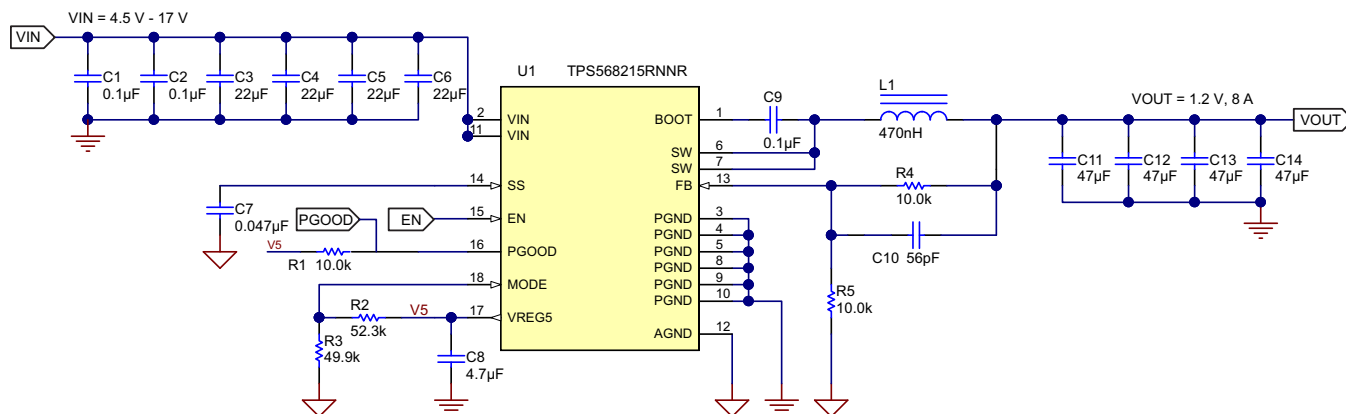 VIN = 4.5 V - 17 V
VIN
C1
0.1µF
C2
0.1µF
C3
22µF
C4
22µF
C5
22µF
C6
22µF
U1
TPS568215RNNR
2
VIN
11
VIN
14
SS
15
EN
16
PGOOD
18
MODE
17
VREG5
BOOT
1
SW
6
SW
7
FB
13
PGND
3
PGND
4
PGND
5
PGND
8
PGND
9
PGND
10
AGND
12
C7
0.047µF
PGOOD
EN
V5
R1
10.0k
R2
52.3k
V5
R3
49.9k
C8
4.7µF
C9
0.1µF
L1
470nH
R4
10.0k
C10
56pF
R5
10.0k
VOUT = 1.2 V, 8 A
VOUT
C11
47µF
C12
47µF
C13
47µF
C14
47µF